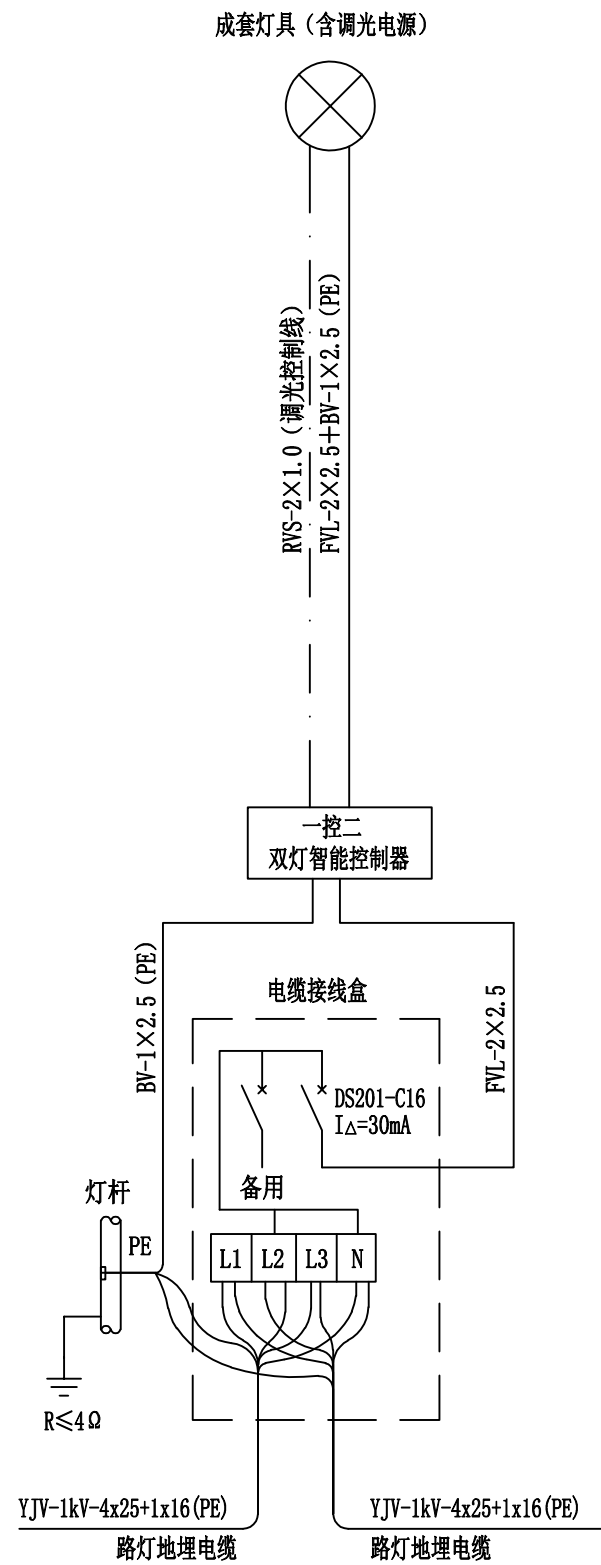 成套灯具（含调光电源）
RVS-2×1.0（调光控制线）
FVL-2×2.5+BV-1×2.5（PE）
一控二
双灯智能控制器
BV-1×2.5（PE）
电缆接线盒
FVL-2×2.5
DS201-C16
I△=30mA
备用
灯杆
PE
L1 L2 L3 N
R≤4Ω
YJV-1kV-4x25+1x16(PE)
路灯地埋电缆
YJV-1kV-4x25+1x16(PE)
路灯地埋电缆